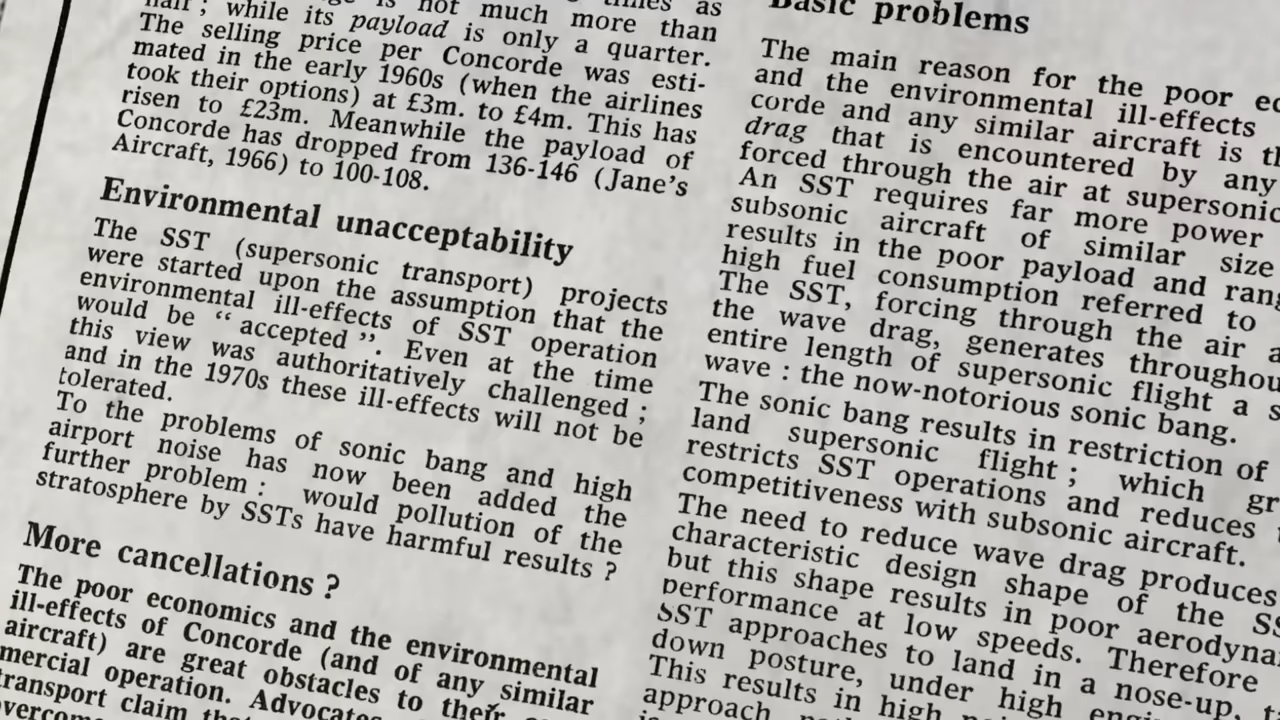 times as
is not much more than
half; while its payload is only a quarter.
The selling price per Concorde was esti-
mated in the early 1960s (when the airlines
took their options) at £3m. to £4m. This has
risen to £23m. Meanwhile the payload of
Concorde has dropped from 136-146 (Jane's
Aircraft, 1966) to 100-108.
Environmental unacceptability
The SST (supersonic transport) projects
were started upon the assumption that the
environmental ill-effects of SST operation
would be “ accepted ”. Even at the time
this view was authoritatively challenged ;
and in the 1970s these ill-effects will not be
tolerated.
To the problems of sonic bang and high
airport noise has now been added the
further problem : would pollution of the
stratosphere by SSTs have harmful results ?
More cancellations ?
The poor economics and the environmental
ill-effects of Concorde (and of any similar
aircraft) are great obstacles to their
mercial operation. Advocates
transport claim
Basic problems
The main reason for the poor
and the environmental ill-effects
corde and any similar aircraft is
drag that is encountered by any
forced through the air at supersonic
An SST requires far more power
subsonic aircraft of similar size
results in the poor payload and
high fuel consumption referred to
The SST, forcing through the air
the wave drag, generates
entire length of supersonic flight a
wave : the now-notorious sonic bang.
The sonic bang results in restriction of
land supersonic flight ; which
restricts SST operations and reduces
competitiveness with subsonic aircraft.
The need to reduce wave drag produces
characteristic design shape of the
but this shape results in poor
performance at low speeds. Therefore
SST approaches to land in a nose-up,
down posture, under high
This results in high
approach